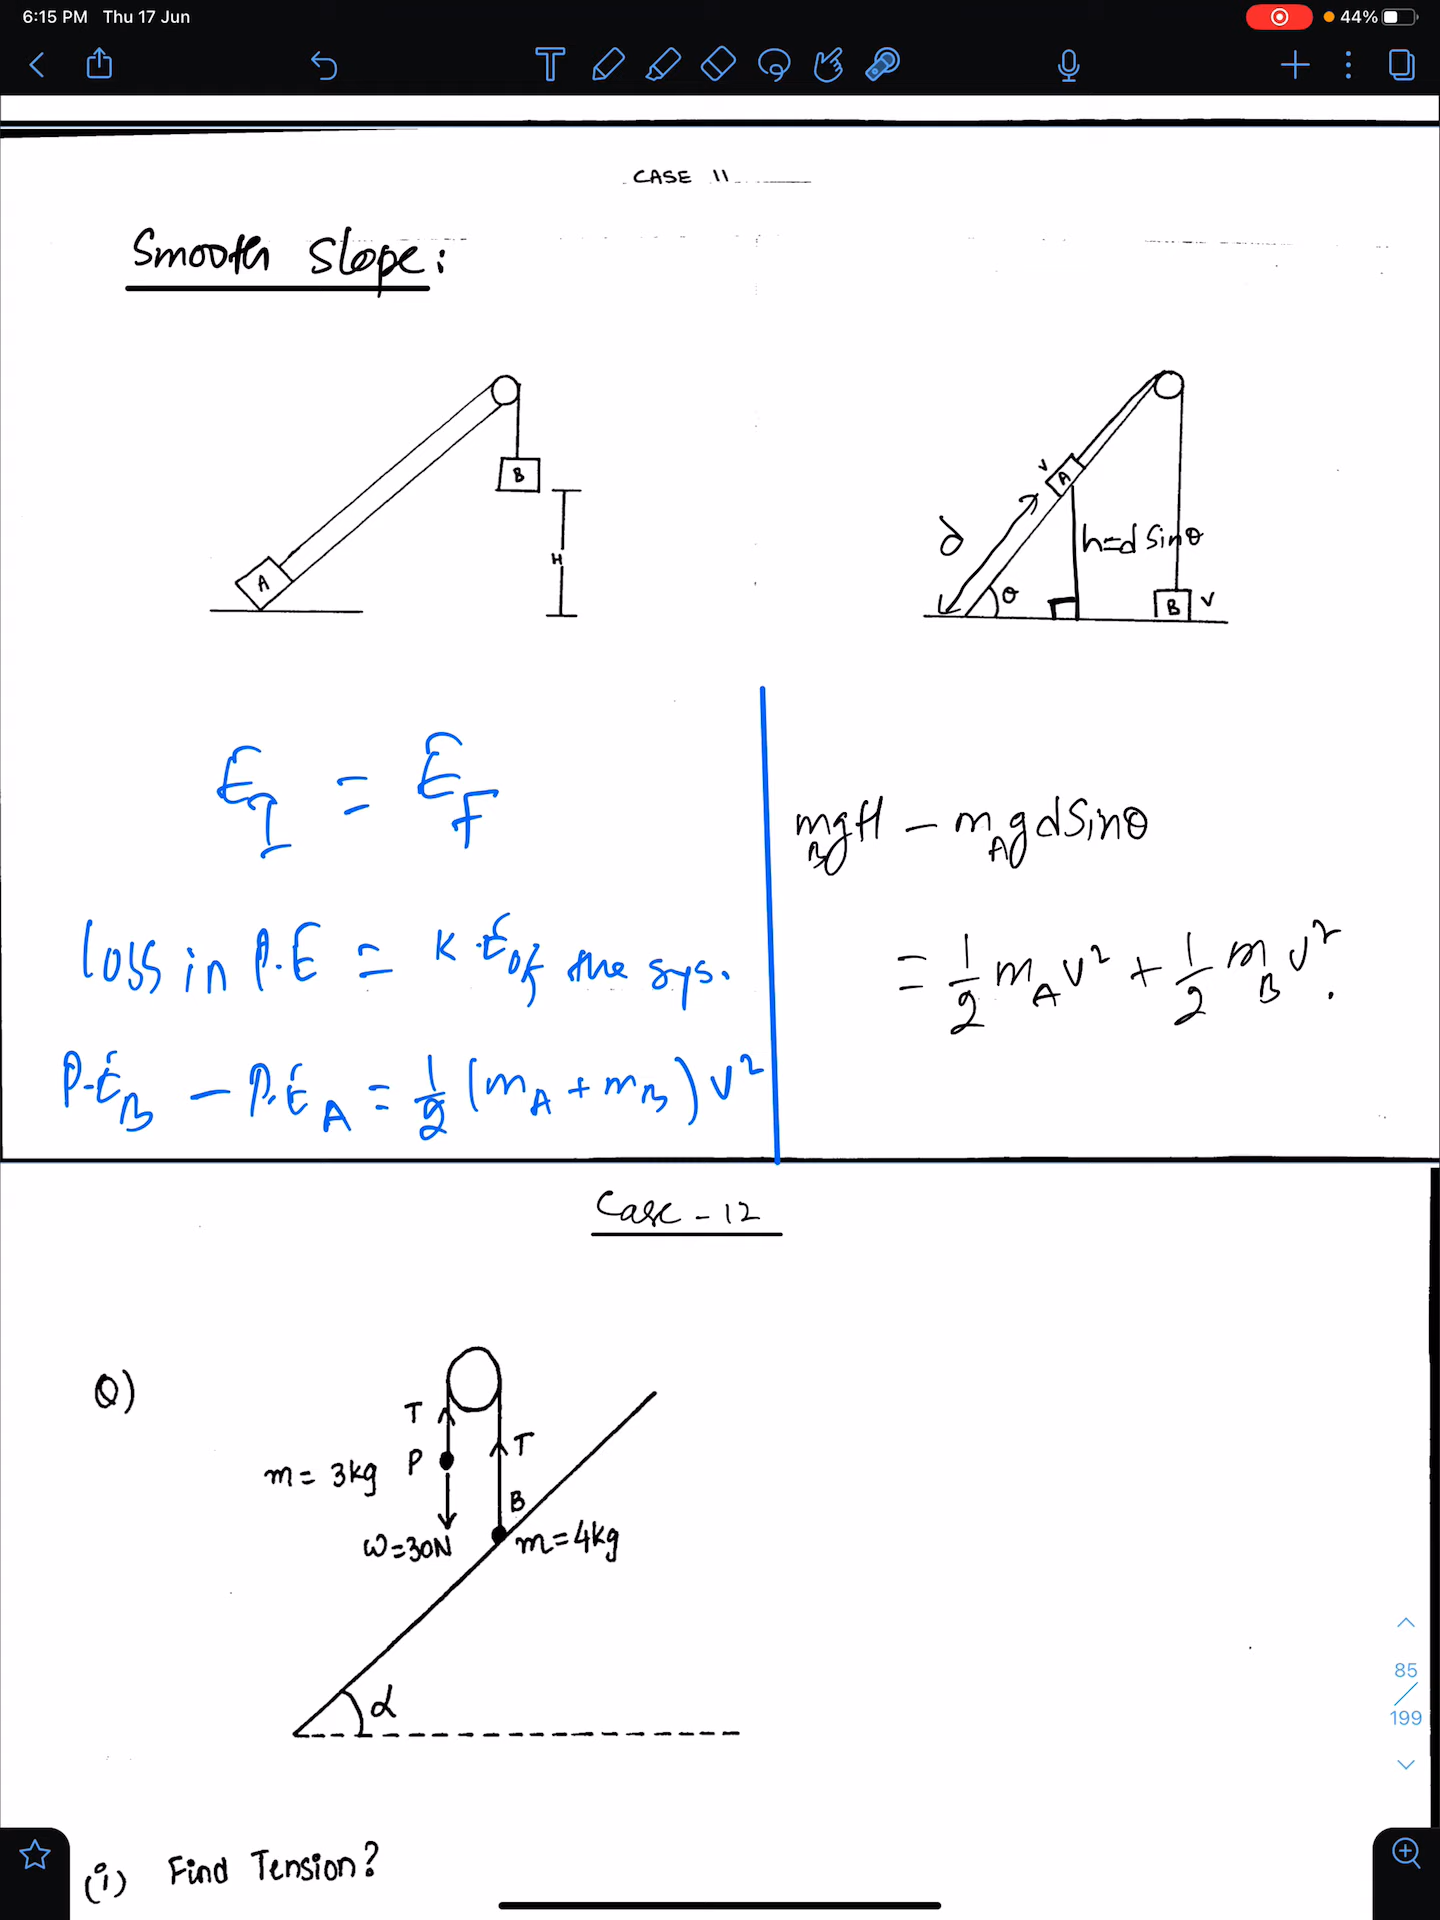 6:15 PM Thu 17 Jun
44%
CASE 11
Smooth Slope:
B
H
A
v
A
d
h=d Sinθ
θ
B v
E_I = E_F
loss in P.E = K.E of the sys.
P.E_B - P.E_A = 1/2 (m_A + m_B) v²
m_B g H - m_A g d Sinθ
= 1/2 m_A v² + 1/2 m_B v².
Case - 12
Q)
T
T
P
m = 3kg
B
W=30N
m=4kg
α
85
199
(i) Find Tension?